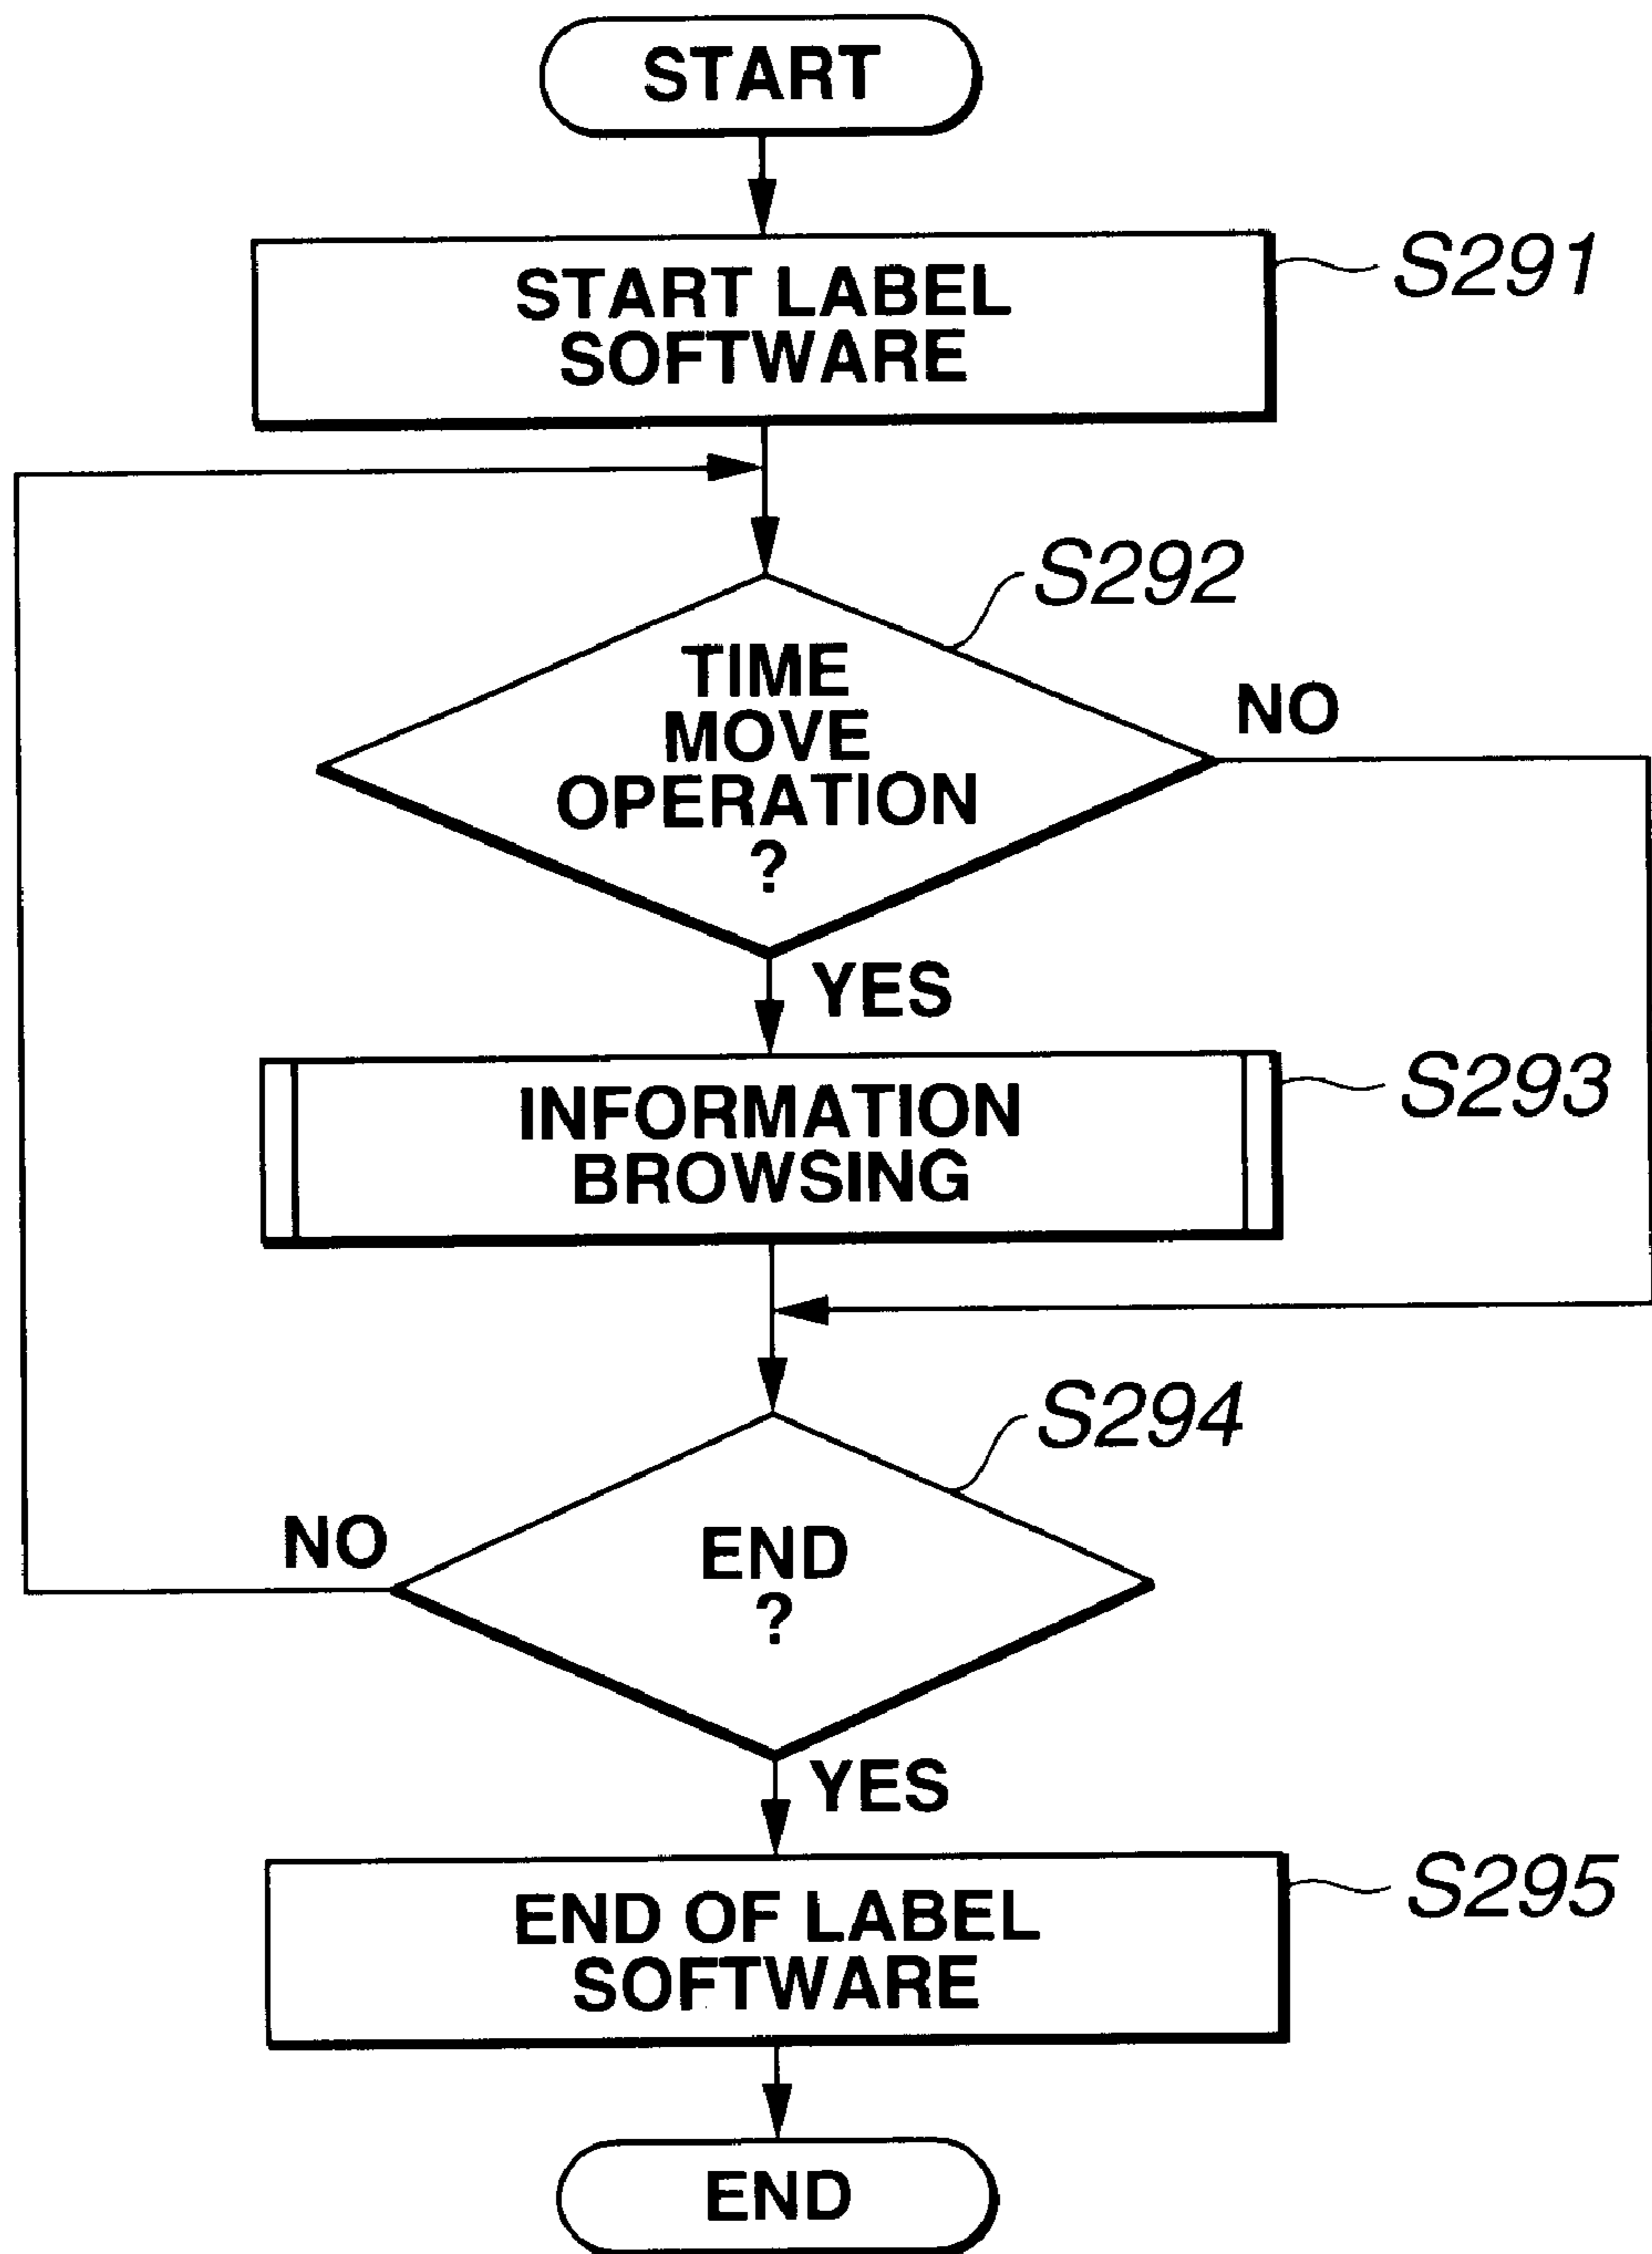 START
START LABEL
SOFTWARE
S291
S292
TIME
MOVE
OPERATION
?
NO
YES
INFORMATION
BROWSING
S293
S294
END
?
NO
YES
END OF LABEL
SOFTWARE
S295
END